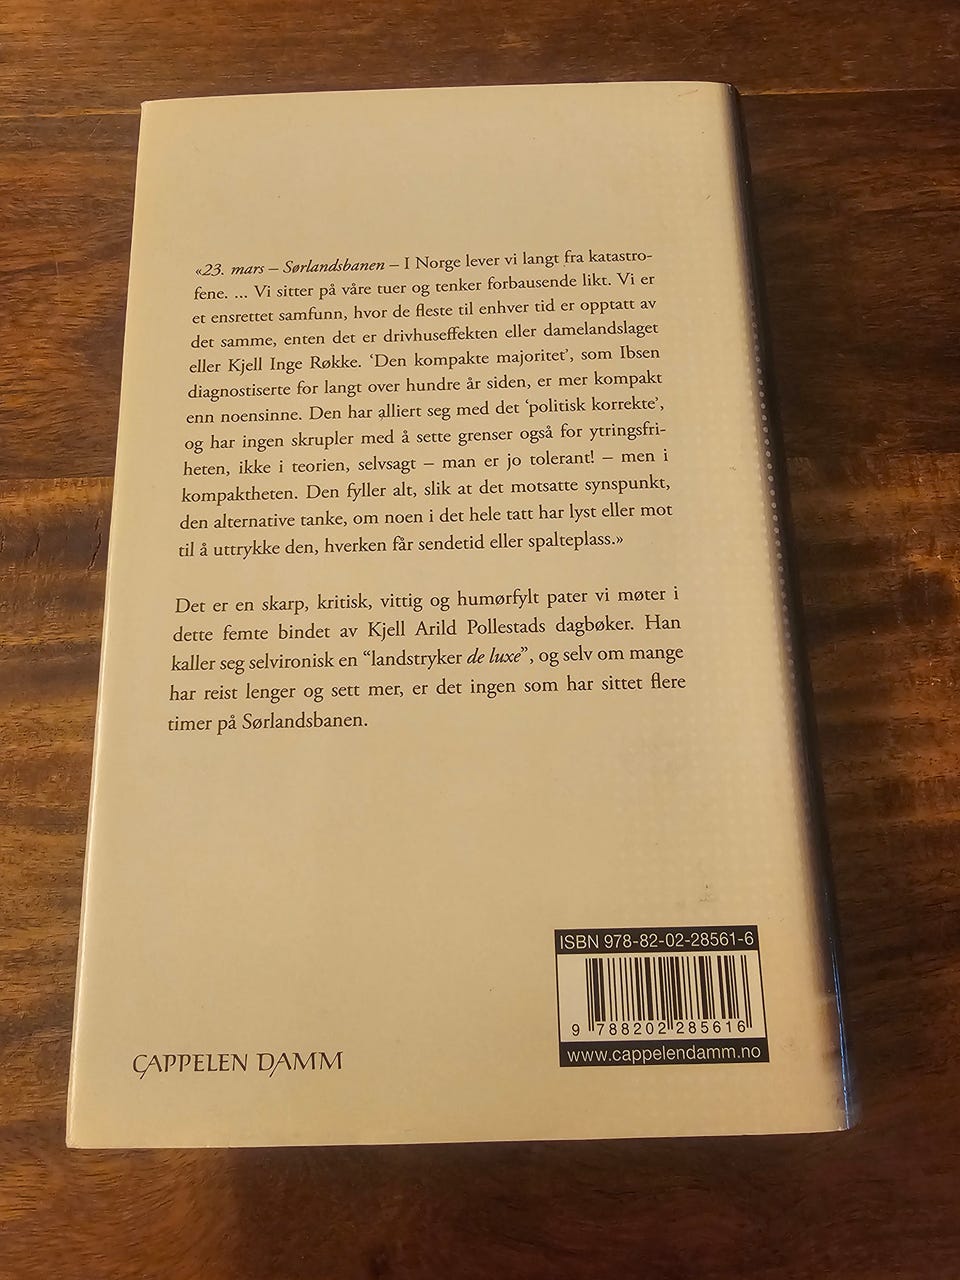 «23. mars – Sørlandsbanen – I Norge lever vi langt fra katastro-
fene. ... Vi sitter på våre tuer og tenker forbausende likt. Vi er
et ensrettet samfunn, hvor de fleste til enhver tid er opptatt av
det samme, enten det er drivhuseffekten eller damelandslaget
eller Kjell Inge Røkke. ‘Den kompakte majoritet’, som Ibsen
diagnostiserte for langt over hundre år siden, er mer kompakt
enn noensinne. Den har alliert seg med det ‘politisk korrekte’,
og har ingen skrupler med å sette grenser også for ytringsfri-
heten, ikke i teorien, selvsagt – man er jo tolerant! – men i
kompaktheten. Den fyller alt, slik at det motsatte synspunkt,
den alternative tanke, om noen i det hele tatt har lyst eller mot
til å uttrykke den, hverken får sendetid eller spalteplass.»
Det er en skarp, kritisk, vittig og humørfylt pater vi møter i
dette femte bindet av Kjell Arild Pollestads dagbøker. Han
kaller seg selvironisk en “landstryker de luxe”, og selv om mange
har reist lenger og sett mer, er det ingen som har sittet flere
timer på Sørlandsbanen.
ISBN 978-82-02-28561-6
9 788202 285616
www.cappelendamm.no
CAPPELEN DAMM